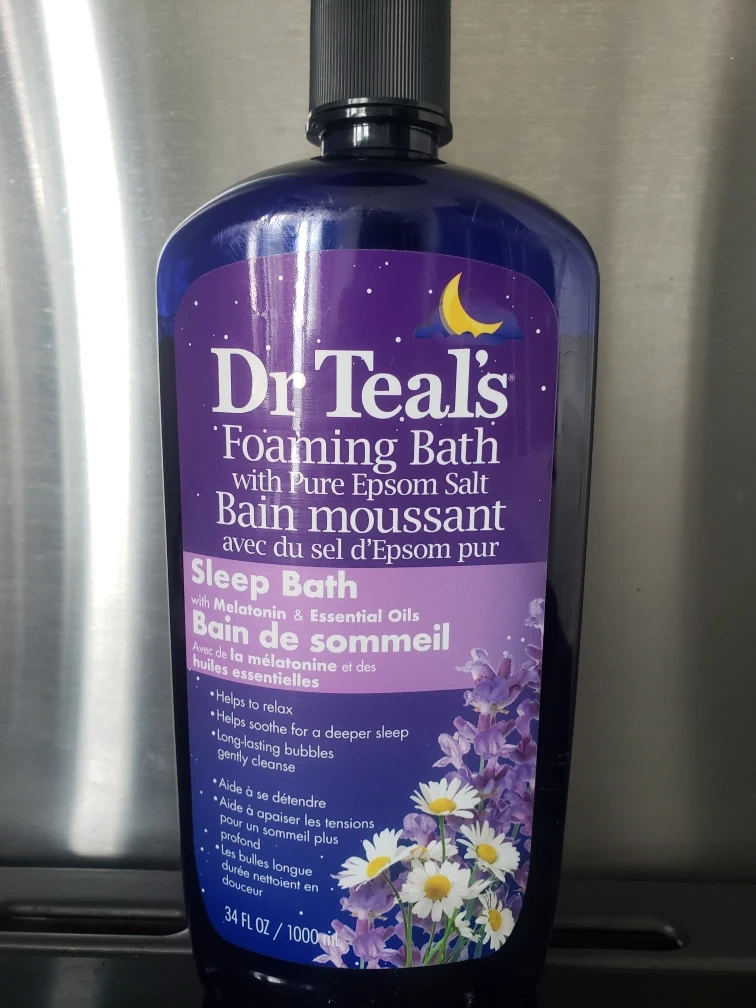 Dr Teal's®
Foaming Bath
with Pure Epsom Salt
Bain moussant
avec du sel d'Epsom pur
Sleep Bath
with Melatonin & Essential Oils
Bain de sommeil
Avec de la mélatonine et des
huiles essentielles
•Helps to relax
•Helps soothe for a deeper sleep
•Long-lasting bubbles
gently cleanse
•Aide à se détendre
•Aide à apaiser les tensions
pour un sommeil plus
profond
•Les bulles longue
durée nettoient en
douceur
34 FL OZ / 1000 mL